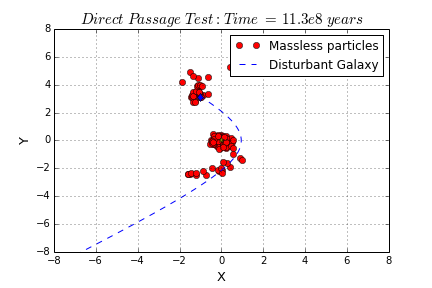 Direct Passage Test: Time = 11.3e8 years
Massless particles
Disturbant Galaxy
8
6
4
2
0
−2
−4
−6
−8
Y
−8 −6 −4 −2 0 2 4 6 8
X